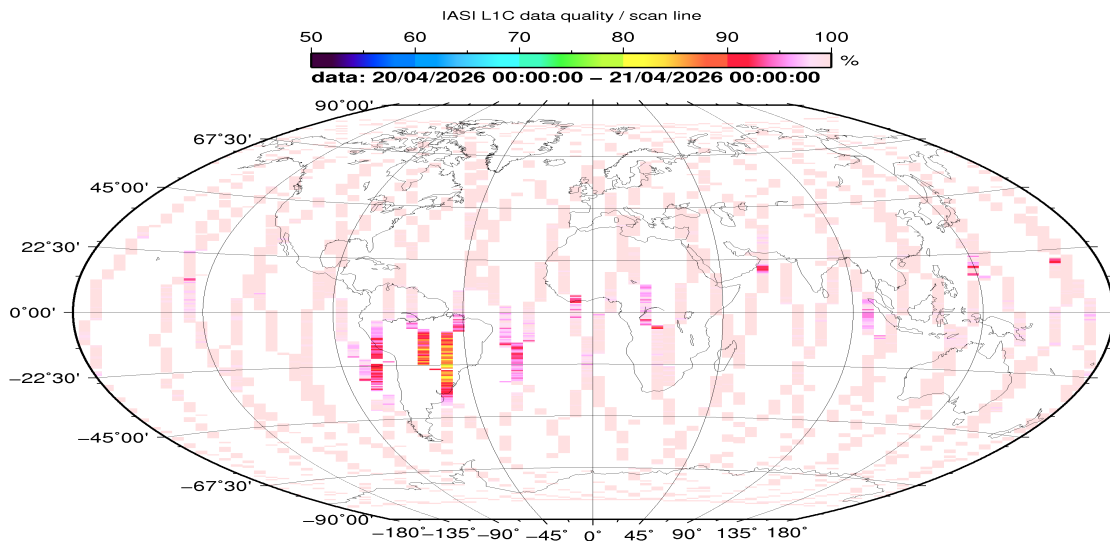 IASI L1C data quality / scan line
50 60 70 80 90 100
%
data: 20/04/2026 00:00:00 – 21/04/2026 00:00:00
90°00'
67°30'
45°00'
22°30'
0°00'
−22°30'
−45°00'
−67°30'
−90°00'
−180° −135° −90° −45° 0° 45° 90° 135° 180°